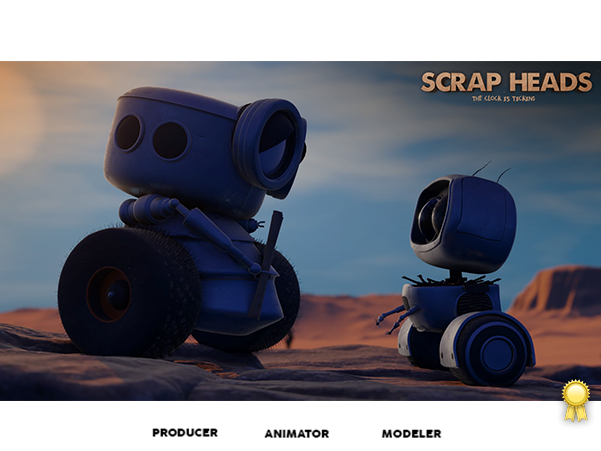 SCRAP HEADS
THE CLOCK IS TICKING
PRODUCER ANIMATOR MODELER